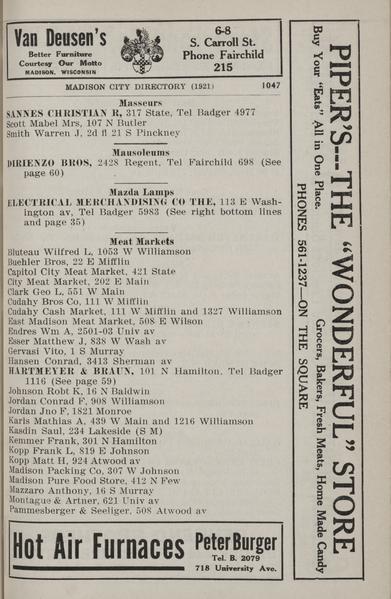 Van Deusen's
Better Furniture
Courtesy Our Motto
MADISON, WISCONSIN
6-8
S. Carroll St.
Phone Fairchild
215
MADISON CITY DIRECTORY (1921) 1047
Masseurs
SANNES CHRISTIAN R, 317 State, Tel Badger 4977
Scott Mabel Mrs, 107 N Butler
Smith Warren J, 2d fl 21 S Pinckney
Mausoleums
DIRIENZO BROS, 2428 Regent, Tel Fairchild 698 (See
page 60)
Mazda Lamps
ELECTRICAL MERCHANDISING CO THE, 113 E Wash-
ington av, Tel Badger 5983 (See right bottom lines
and page 35)
Meat Markets
Bluteau Wilfred L, 1053 W Williamson
Buehler Bros, 22 E Mifflin
Capitol City Meat Market, 421 State
City Meat Market, 202 E Main
Clark Geo L, 551 W Main
Cudahy Bros Co, 111 W Mifflin
Cudahy Cash Market, 111 W Mifflin and 1327 Williamson
East Madison Meat Market, 508 E Wilson
Endres Wm A, 2501-03 Univ av
Esser Matthew J, 838 W Wash av
Gervasi Vito, 1 S Murray
Hansen Conrad, 3413 Sherman av
HARTMEYER & BRAUN, 101 N Hamilton, Tel Badger
1116 (See page 59)
Johnson Robt K, 16 N Baldwin
Jordan Conrad F, 908 Williamson
Jordan Jno F, 1821 Monroe
Karls Mathias A, 439 W Main and 1216 Williamson
Kasdin Saul, 234 Lakeside (S M)
Kemmer Frank, 301 N Hamilton
Kopp Frank L, 819 E Johnson
Kopp Matt H, 924 Atwood av
Madison Packing Co, 307 W Johnson
Madison Pure Food Store, 412 N Few
Mazzaro Anthony, 16 S Murray
Montague & Artner, 621 Univ av
Pammesberger & Seeliger, 508 Atwood av
Hot Air Furnaces
Peter Burger
Tel. B. 2079
718 University Ave.
PIPER'S---THE "WONDERFUL" STORE
Buy Your "Eats" All in One Place.
Grocers, Bakers, Fresh Meats, Home Made Candy
PHONES 561-1237—ON THE SQUARE